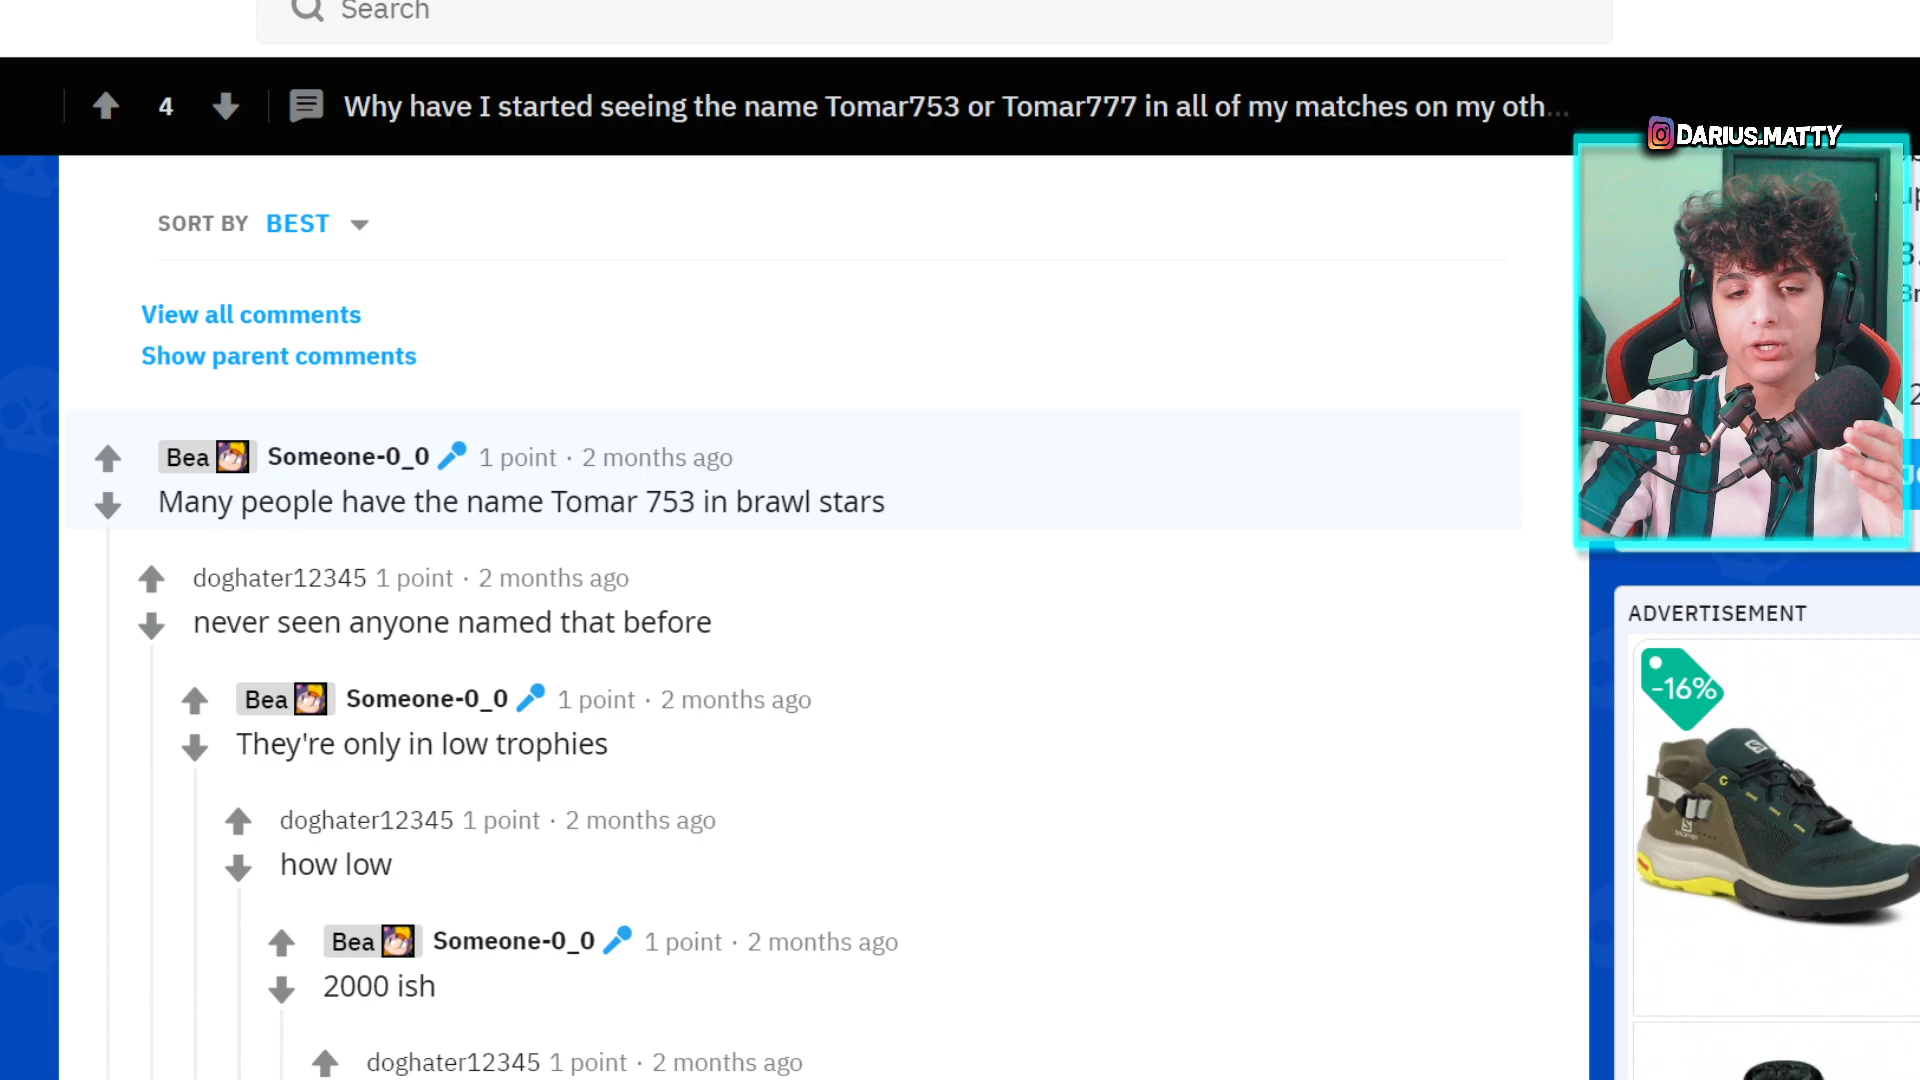 Search
4
Why have I started seeing the name Tomar753 or Tomar777 in all of my matches on my oth...
DARIUS.MATTY
SORT BY BEST
View all comments
Show parent comments
Bea Someone-0_0 1 point · 2 months ago
Many people have the name Tomar 753 in brawl stars
doghater12345 1 point · 2 months ago
never seen anyone named that before
Bea Someone-0_0 1 point · 2 months ago
They're only in low trophies
doghater12345 1 point · 2 months ago
how low
Bea Someone-0_0 1 point · 2 months ago
2000 ish
doghater12345 1 point · 2 months ago
ADVERTISEMENT
-16%